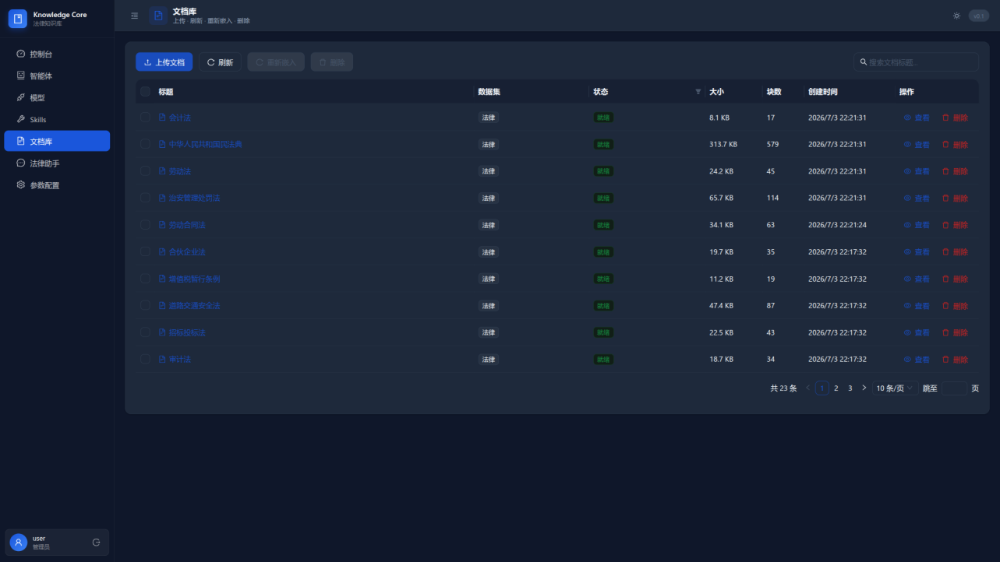 Knowledge Core
法律知识库
控制台
智能体
模型
Skills
文档库
法律助手
参数配置
user
管理员
文档库
上传 · 刷新 · 重新嵌入 · 删除
v0.1
上传文档 刷新 重新嵌入 删除 搜索文档标题...
标题 数据集 状态 大小 块数 创建时间 操作
会计法 法律 就绪 8.1 KB 17 2026/7/3 22:21:31 查看 删除
中华人民共和国民法典 法律 就绪 313.7 KB 579 2026/7/3 22:21:31 查看 删除
劳动法 法律 就绪 24.2 KB 45 2026/7/3 22:21:31 查看 删除
治安管理处罚法 法律 就绪 65.7 KB 114 2026/7/3 22:21:31 查看 删除
劳动合同法 法律 就绪 34.1 KB 63 2026/7/3 22:21:24 查看 删除
合伙企业法 法律 就绪 19.7 KB 35 2026/7/3 22:17:32 查看 删除
增值税暂行条例 法律 就绪 11.2 KB 19 2026/7/3 22:17:32 查看 删除
道路交通安全法 法律 就绪 47.4 KB 87 2026/7/3 22:17:32 查看 删除
招标投标法 法律 就绪 22.5 KB 43 2026/7/3 22:17:32 查看 删除
审计法 法律 就绪 18.7 KB 34 2026/7/3 22:17:32 查看 删除
共 23 条 1 2 3 10 条/页 跳至 页